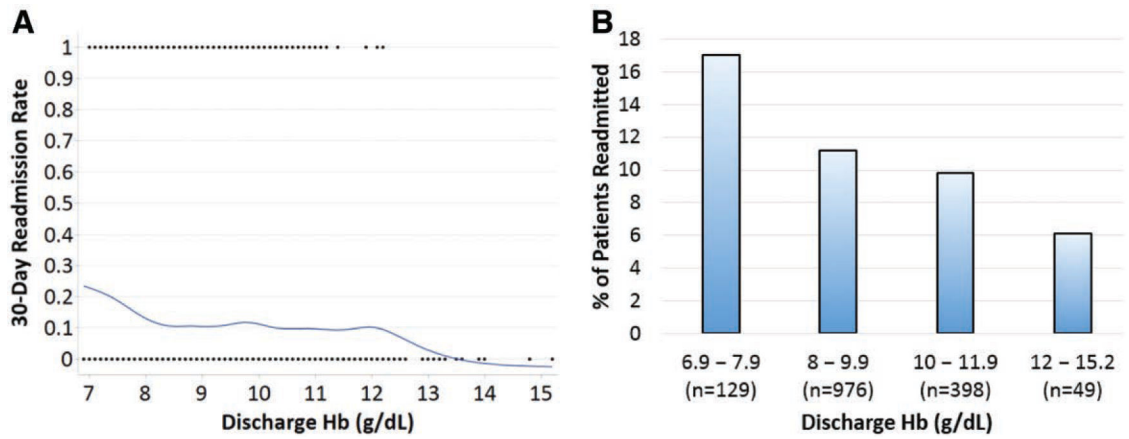 A
30-Day Readmission Rate
1
0.9
0.8
0.7
0.6
0.5
0.4
0.3
0.2
0.1
0
7 8 9 10 11 12 13 14 15
Discharge Hb (g/dL)
B
% of Patients Readmitted
18
16
14
12
10
8
6
4
2
0
6.9 – 7.9 8 – 9.9 10 – 11.9 12 – 15.2
(n=129) (n=976) (n=398) (n=49)
Discharge Hb (g/dL)